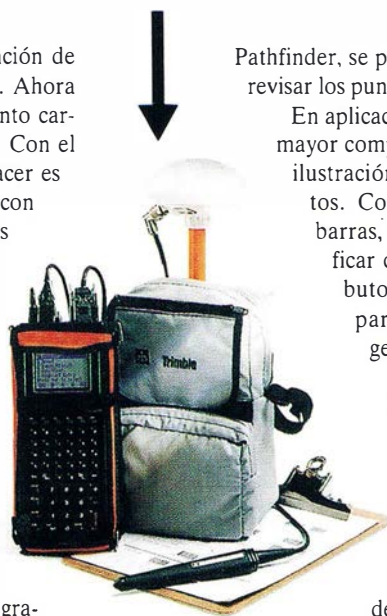 nción de
. Ahora
nto car-
Con el
acer es
con
s
gra-
Trimble
Pathfinder, se p
revisar los pun
En aplicac
mayor comp
ilustración
tos. Co
barras,
ficar c
buto
par
ge
de